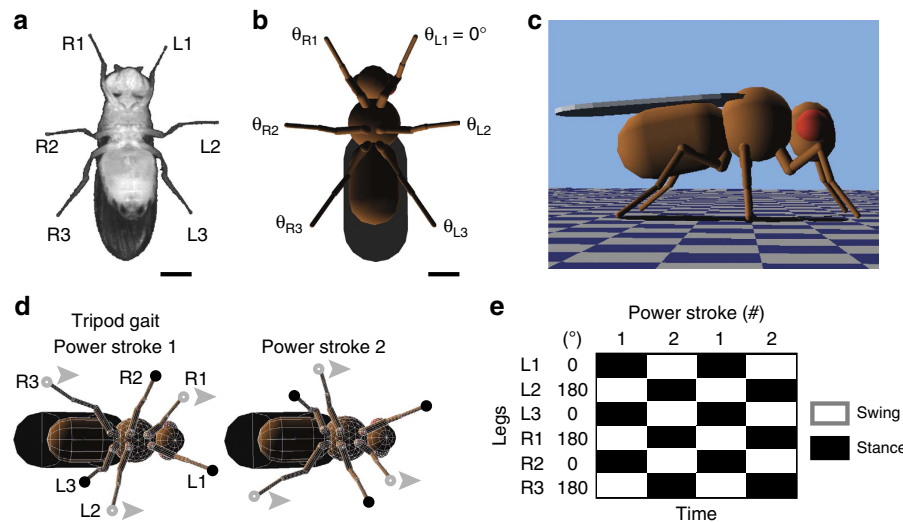 a
R1 L1
R2 L2
R3 L3
b
θR1 θL1 = 0°
θR2 θL2
θR3 θL3
c
d
Tripod gait
Power stroke 1 Power stroke 2
R3 R2 R1
L3 L2 L1
e
Power stroke (#)
(°) 1 2 1 2
Legs
L1 0
L2 180
L3 0
R1 180
R2 0
R3 180
Time
Swing
Stance